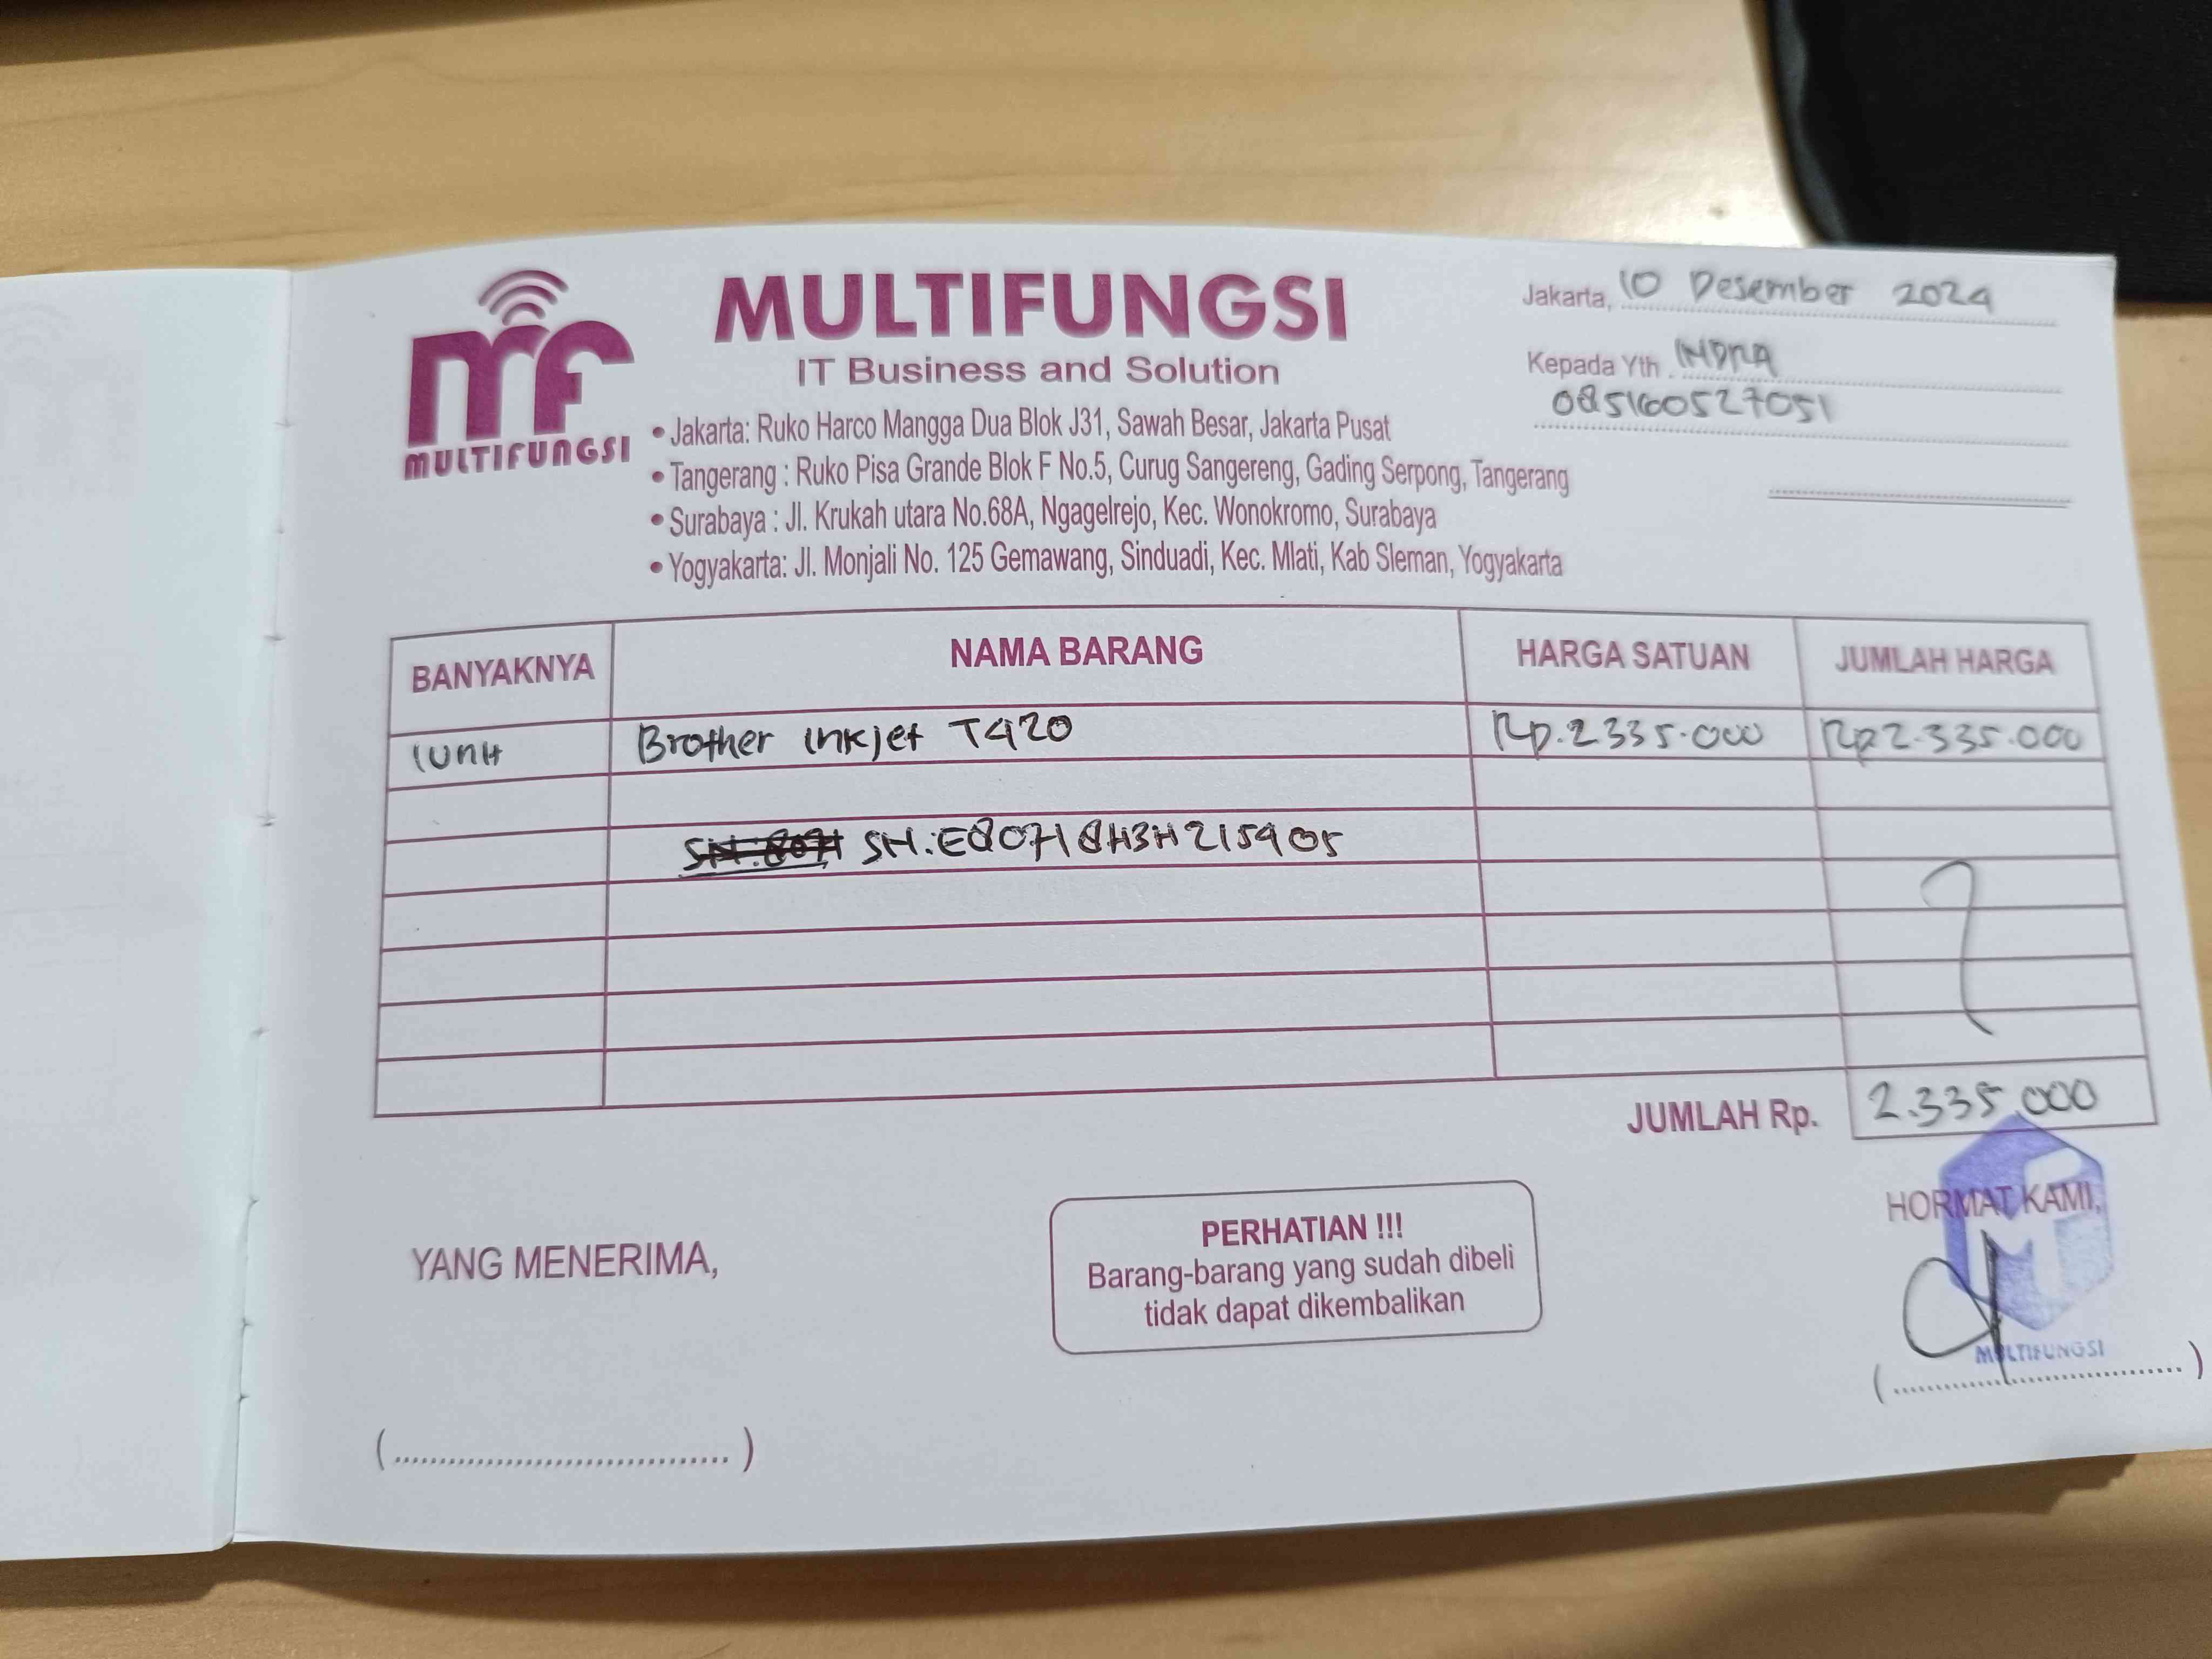 MULTIFUNGSI
MULTIFUNGSI
IT Business and Solution
• Jakarta: Ruko Harco Mangga Dua Blok J31, Sawah Besar, Jakarta Pusat
• Tangerang : Ruko Pisa Grande Blok F No.5, Curug Sangereng, Gading Serpong, Tangerang
• Surabaya : Jl. Krukah utara No.68A, Ngagelrejo, Kec. Wonokromo, Surabaya
• Yogyakarta: Jl. Monjali No. 125 Gemawang, Sinduadi, Kec. Mlati, Kab Sleman, Yogyakarta
Jakarta, 10 Desember 2024
Kepada Yth. INDRA
085160527051
BANYAKNYA NAMA BARANG HARGA SATUAN JUMLAH HARGA
1 Unit Brother Inkjet T420 Rp.2335.000 Rp2.335.000
SN:E80718H3H215905
JUMLAH Rp. 2.335.000
YANG MENERIMA,
PERHATIAN !!!
Barang-barang yang sudah dibeli
tidak dapat dikembalikan
HORMAT KAMI,
MULTIFUNGSI